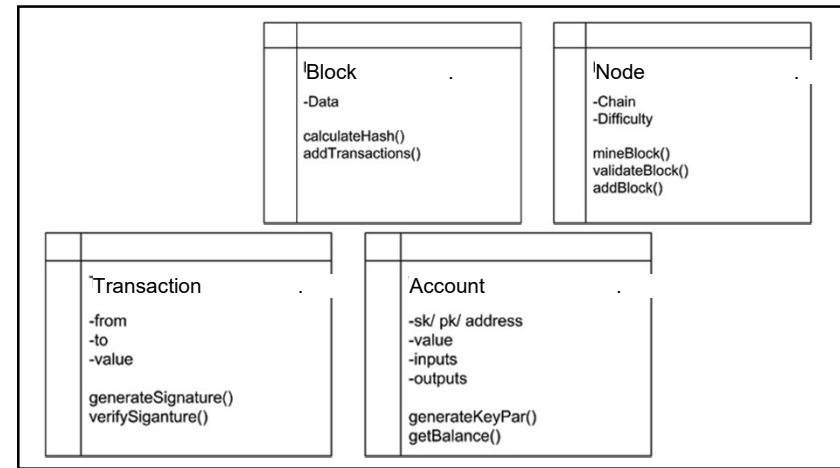 Block
-Data
calculateHash()
addTransactions()
Node
-Chain
-Difficulty
mineBlock()
validateBlock()
addBlock()
Transaction
-from
-to
-value
generateSignature()
verifySiganture()
Account
-sk/ pk/ address
-value
-inputs
-outputs
generateKeyPar()
getBalance()